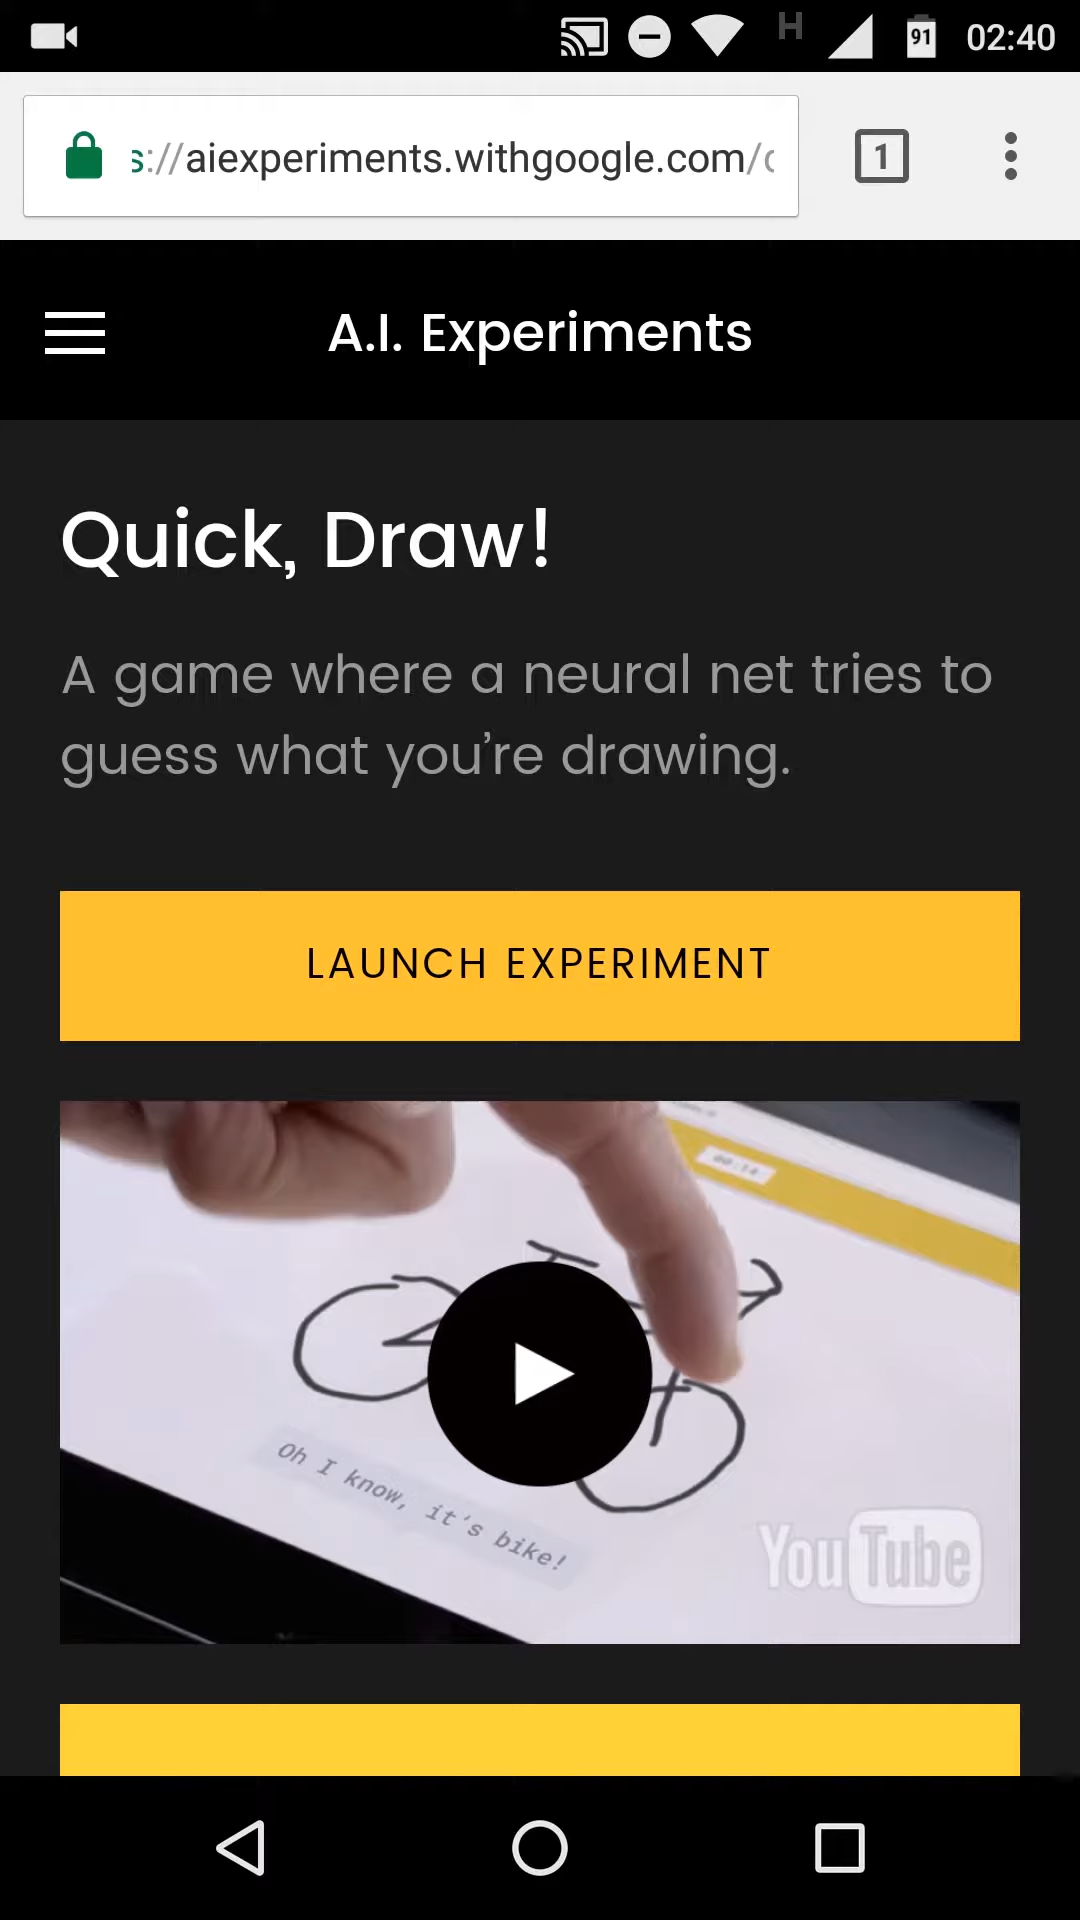 H 91 02:40
s://aiexperiments.withgoogle.com/
1
A.I. Experiments
Quick, Draw!
A game where a neural net tries to
guess what you’re drawing.
LAUNCH EXPERIMENT
Oh I know, it's bike!
YouTube